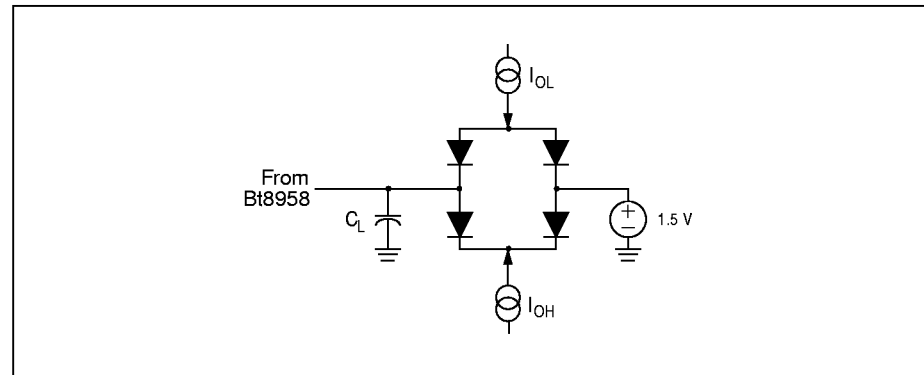 I_OL
From
Bt8958
C_L
+
−
1.5 V
I_OH